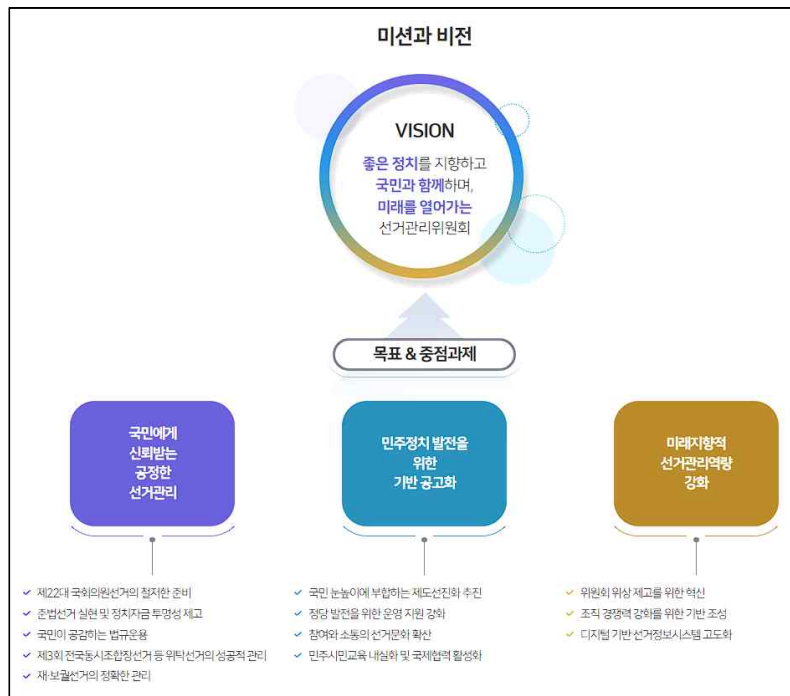 미션과 비전
VISION
좋은 정치를 지향하고
국민과 함께하며,
미래를 열어가는
선거관리위원회
목표 & 중점과제
국민에게
신뢰받는
공정한
선거관리
민주정치 발전을
위한
기반 공고화
미래지향적
선거관리역량
강화
제22대 국회의원선거의 철저한 준비
준법선거 실현 및 정치자금 투명성 제고
국민이 공감하는 법규운용
제3회 전국동시조합장선거 등 위탁선거의 성공적 관리
재·보궐선거의 정확한 관리
국민 눈높이에 부합하는 제도선진화 추진
정당 발전을 위한 운영 지원 강화
참여와 소통의 선거문화 확산
민주시민교육 내실화 및 국제협력 활성화
위원회 위상 제고를 위한 혁신
조직 경쟁력 강화를 위한 기반 조성
디지털 기반 선거정보시스템 고도화